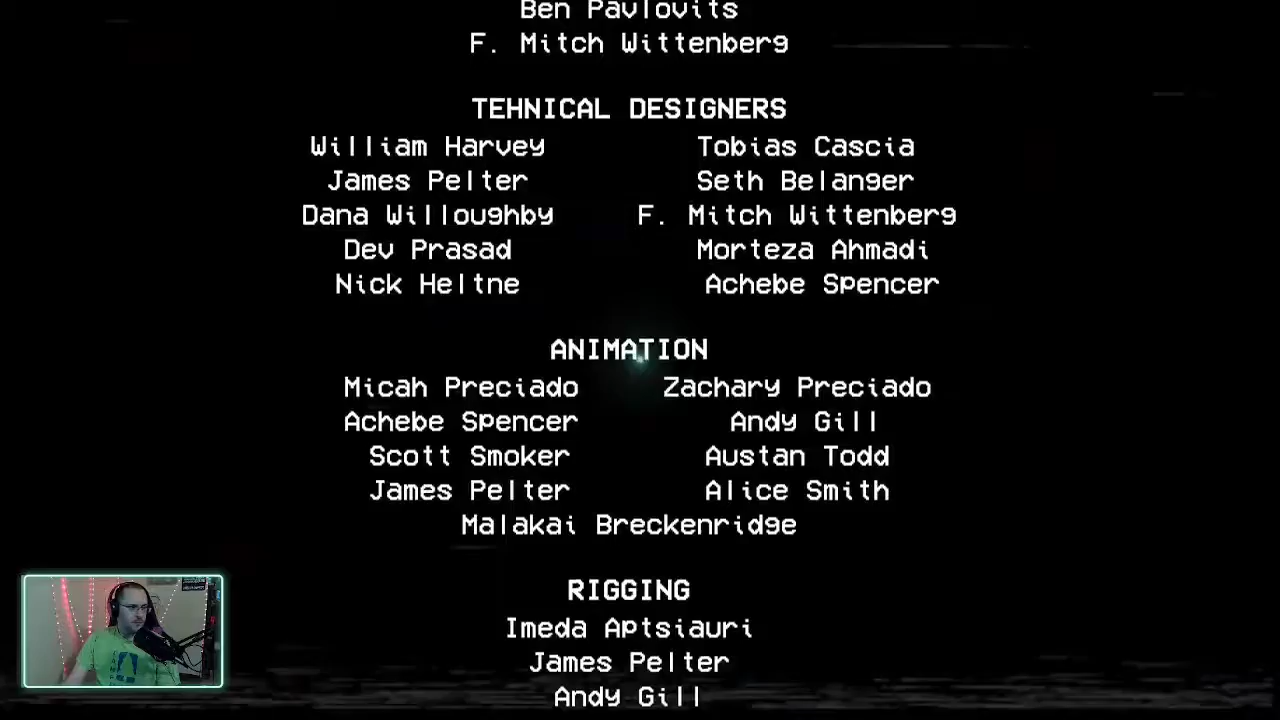 Ben Pavlovits
F. Mitch Wittenberg
TEHNICAL DESIGNERS
William Harvey Tobias Cascia
James Pelter Seth Belanger
Dana Willoughby F. Mitch Wittenberg
Dev Prasad Morteza Ahmadi
Nick Heltne Achebe Spencer
ANIMATION
Micah Preciado Zachary Preciado
Achebe Spencer Andy Gill
Scott Smoker Austan Todd
James Pelter Alice Smith
Malakai Breckenridge
RIGGING
Imeda Aptsiauri
James Pelter
Andy Gill